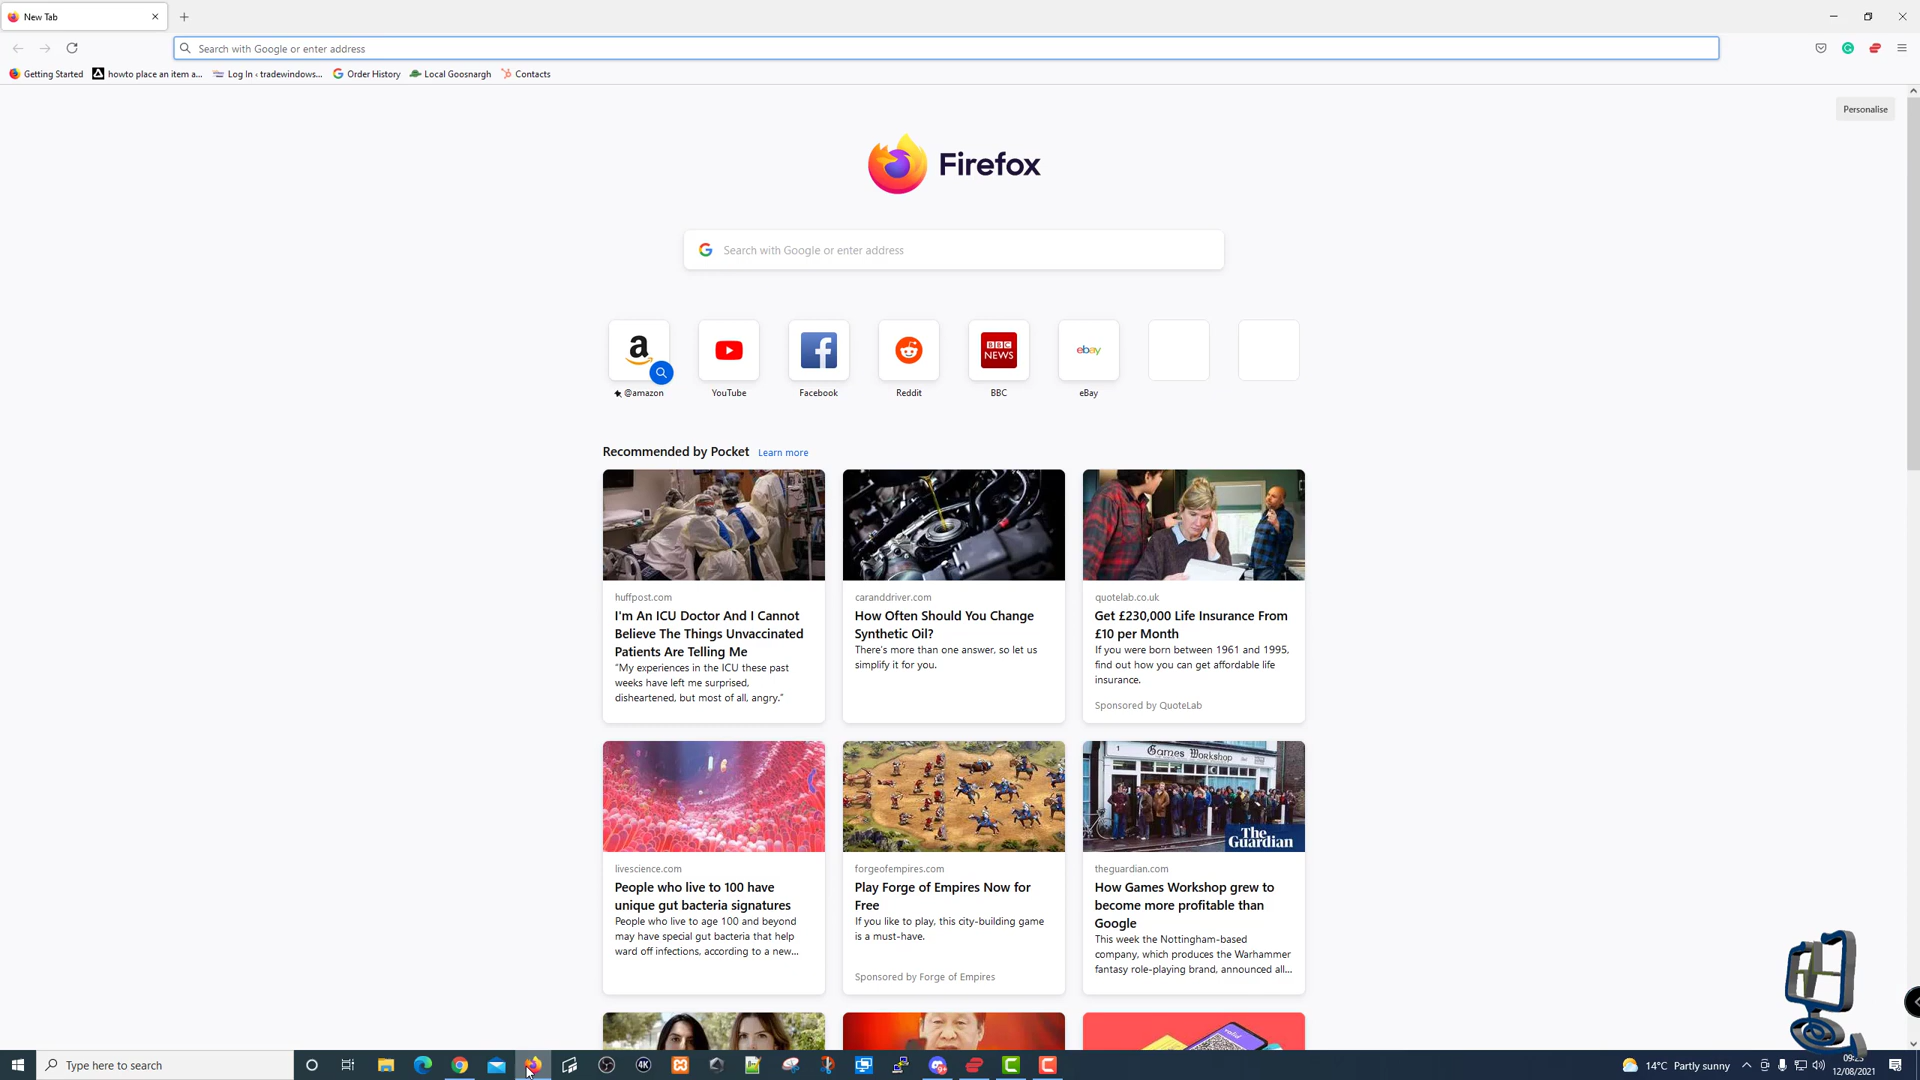 New Tab
Search with Google or enter address
Getting Started
howto place an item a...
Log In ‹ tradewindows...
Order History
Local Goosnargh
Contacts
Personalise
Firefox
Search with Google or enter address
a
BBC
NEWS
ebay
@amazon
YouTube
Facebook
Reddit
BBC
eBay
Recommended by Pocket Learn more
huffpost.com
I'm An ICU Doctor And I Cannot
Believe The Things Unvaccinated
Patients Are Telling Me
“My experiences in the ICU these past
weeks have left me surprised,
disheartened, but most of all, angry.”
caranddriver.com
How Often Should You Change
Synthetic Oil?
There's more than one answer, so let us
simplify it for you.
quotelab.co.uk
Get £230,000 Life Insurance From
£10 per Month
If you were born between 1961 and 1995,
find out how you can get affordable life
insurance.
Sponsored by QuoteLab
livescience.com
People who live to 100 have
unique gut bacteria signatures
People who live to age 100 and beyond
may have special gut bacteria that help
ward off infections, according to a new...
forgeofempires.com
Play Forge of Empires Now for
Free
If you like to play, this city-building game
is a must-have.
Sponsored by Forge of Empires
1
Games Workshop
The
Guardian
theguardian.com
How Games Workshop grew to
become more profitable than
Google
This week the Nottingham-based
company, which produces the Warhammer
fantasy role-playing brand, announced all...
Type here to search
4K
14°C Partly sunny
12/08/2021